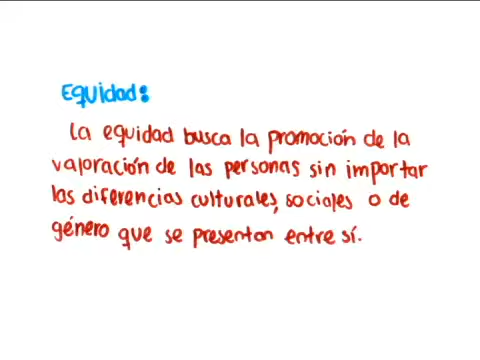 Equidad:
La equidad busca la promoción de la
valoración de las personas sin importar
las diferencias culturales, sociales o de
género que se presentan entre sí.